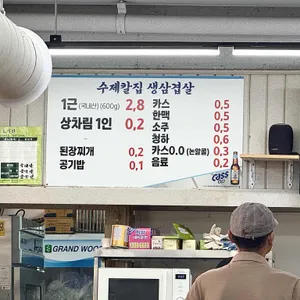 수제칼집 생삼겹살
1근 (국내산) (600g) 2,8
상차림 1인 0,2
된장찌개 0,2
공기밥 0,1
카스 0,5
한맥 0,5
소주 0,5
청하 0,6
카스0.0 (논알콜) 0,3
음료 0,2
Cass
GRAND WOO